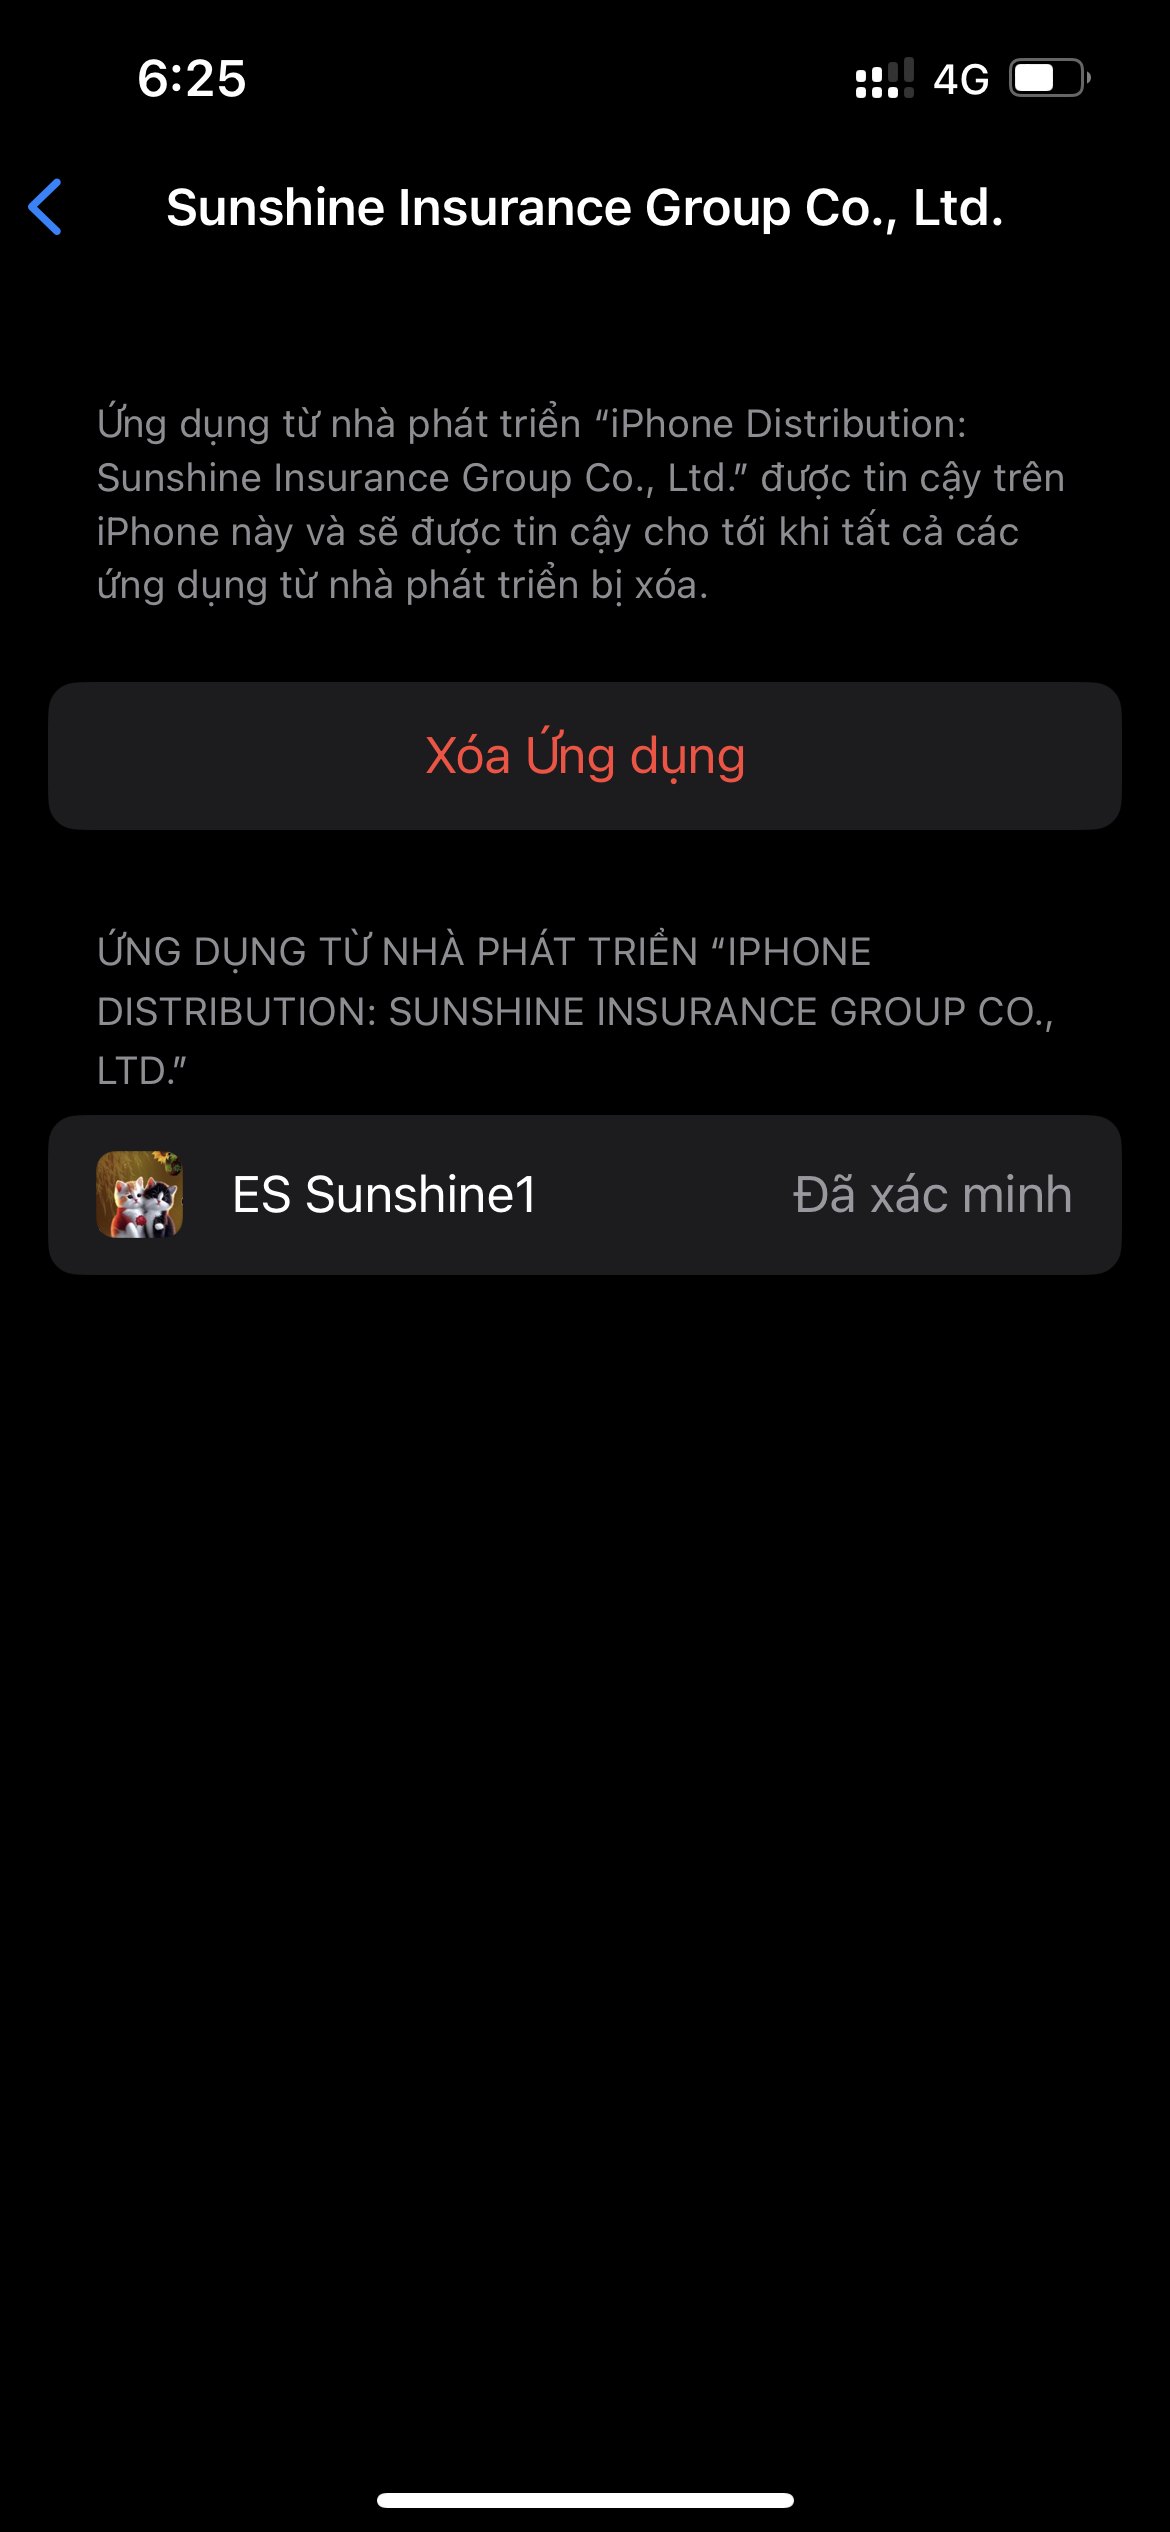 6:25
4G
Sunshine Insurance Group Co., Ltd.
Ứng dụng từ nhà phát triển “iPhone Distribution:
Sunshine Insurance Group Co., Ltd.” được tin cậy trên
iPhone này và sẽ được tin cậy cho tới khi tất cả các
ứng dụng từ nhà phát triển bị xóa.
Xóa Ứng dụng
ỨNG DỤNG TỪ NHÀ PHÁT TRIỂN “IPHONE
DISTRIBUTION: SUNSHINE INSURANCE GROUP CO.,
LTD.”
ES Sunshine1
Đã xác minh